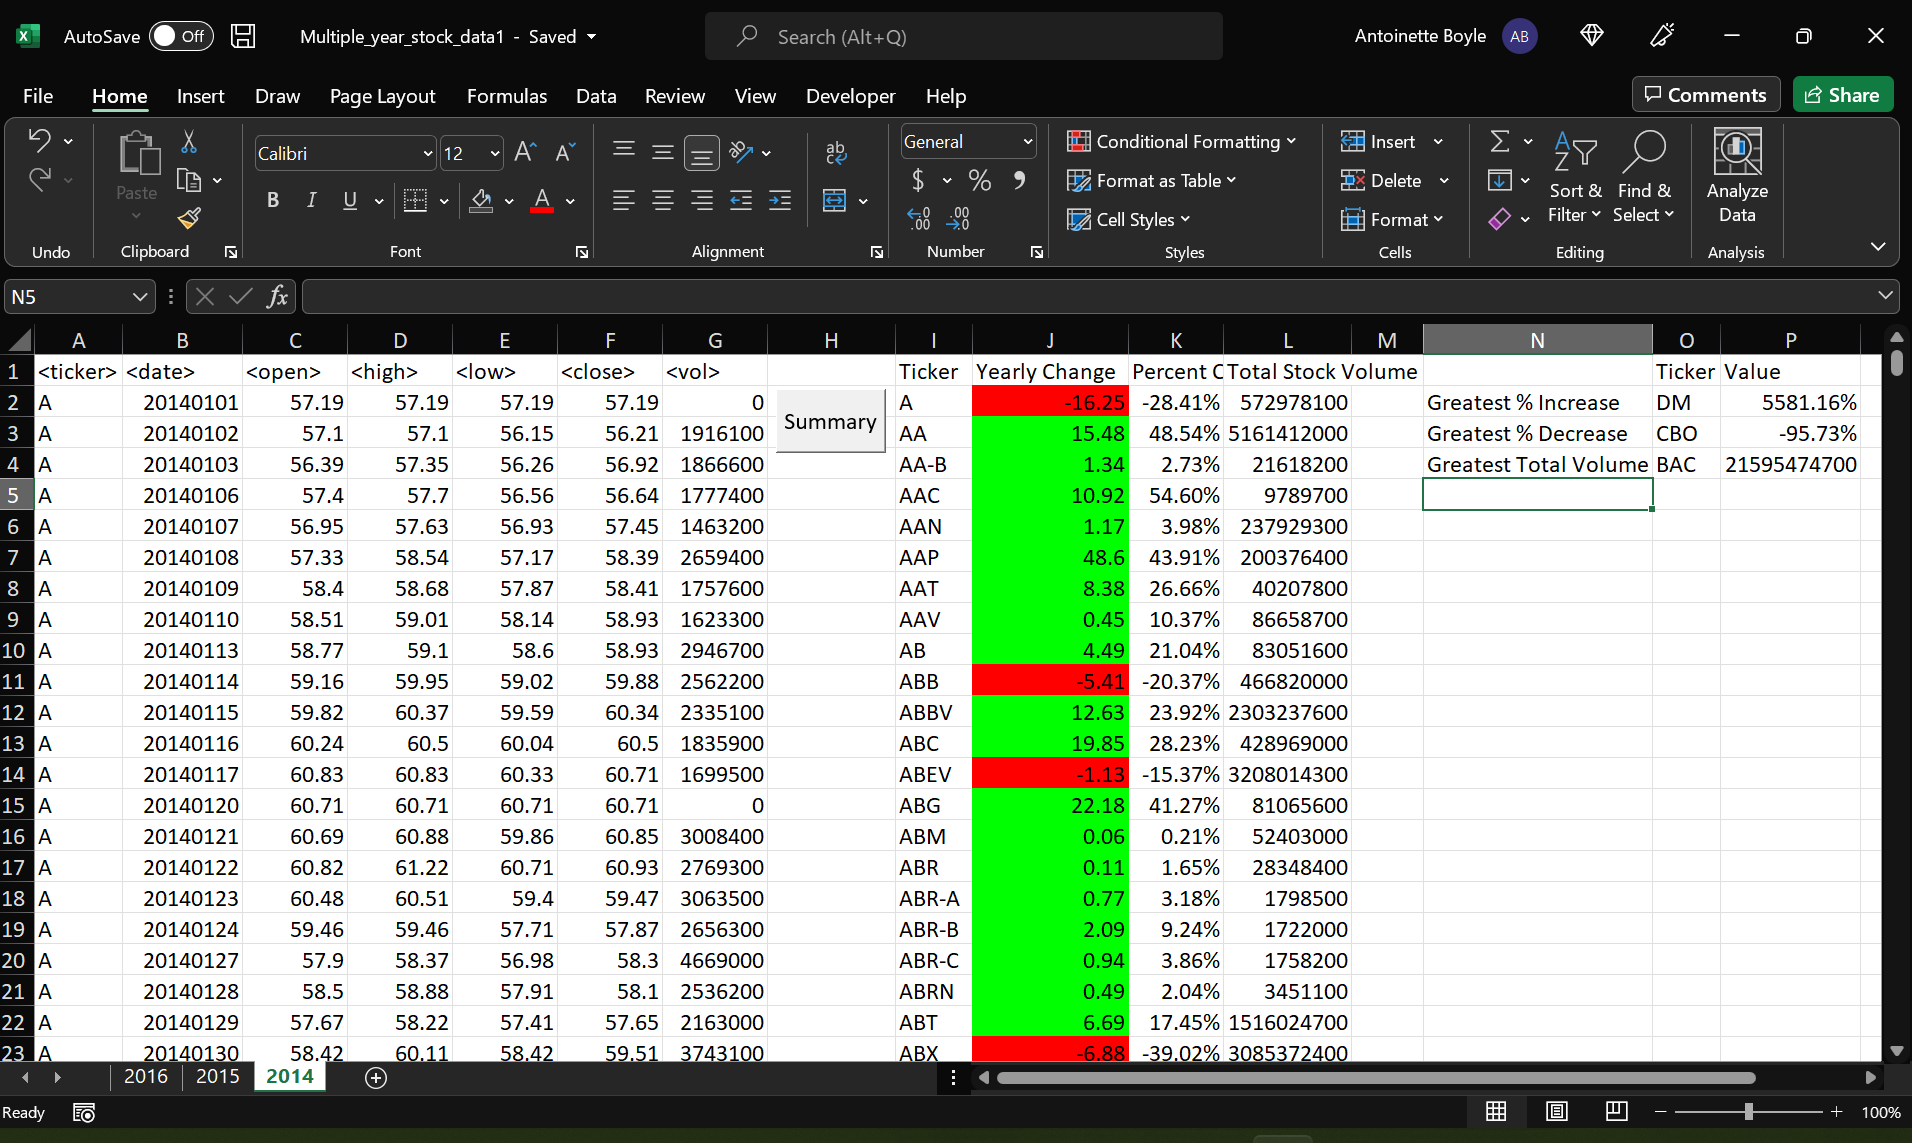 AutoSave Off Multiple_year_stock_data1 - Saved Search (Alt+Q) Antoinette Boyle AB
File Home Insert Draw Page Layout Formulas Data Review View Developer Help Comments Share
Calibri 12 General Conditional Formatting Insert
Paste Format as Table Delete Sort & Filter Find & Select Analyze Data
Cell Styles Format
Undo Clipboard Font Alignment Number Styles Cells Editing Analysis
N5 fx
A B C D E F G H I J K L M N O P
1 <ticker> <date> <open> <high> <low> <close> <vol> Ticker Yearly Change Percent C Total Stock Volume Ticker Value
2 A 20140101 57.19 57.19 57.19 57.19 0 A -16.25 -28.41% 572978100 Greatest % Increase DM 5581.16%
Summary
3 A 20140102 57.1 57.1 56.15 56.21 1916100 AA 15.48 48.54% 5161412000 Greatest % Decrease CBO -95.73%
4 A 20140103 56.39 57.35 56.26 56.92 1866600 AA-B 1.34 2.73% 21618200 Greatest Total Volume BAC 21595474700
5 A 20140106 57.4 57.7 56.56 56.64 1777400 AAC 10.92 54.60% 9789700
6 A 20140107 56.95 57.63 56.93 57.45 1463200 AAN 1.17 3.98% 237929300
7 A 20140108 57.33 58.54 57.17 58.39 2659400 AAP 48.6 43.91% 200376400
8 A 20140109 58.4 58.68 57.87 58.41 1757600 AAT 8.38 26.66% 40207800
9 A 20140110 58.51 59.01 58.14 58.93 1623300 AAV 0.45 10.37% 86658700
10 A 20140113 58.77 59.1 58.6 58.93 2946700 AB 4.49 21.04% 83051600
11 A 20140114 59.16 59.95 59.02 59.88 2562200 ABB -5.41 -20.37% 466820000
12 A 20140115 59.82 60.37 59.59 60.34 2335100 ABBV 12.63 23.92% 2303237600
13 A 20140116 60.24 60.5 60.04 60.5 1835900 ABC 19.85 28.23% 428969000
14 A 20140117 60.83 60.83 60.33 60.71 1699500 ABEV -1.13 -15.37% 3208014300
15 A 20140120 60.71 60.71 60.71 60.71 0 ABG 22.18 41.27% 81065600
16 A 20140121 60.69 60.88 59.86 60.85 3008400 ABM 0.06 0.21% 52403000
17 A 20140122 60.82 61.22 60.71 60.93 2769300 ABR 0.11 1.65% 28348400
18 A 20140123 60.48 60.51 59.4 59.47 3063500 ABR-A 0.77 3.18% 1798500
19 A 20140124 59.46 59.46 57.71 57.87 2656300 ABR-B 2.09 9.24% 1722000
20 A 20140127 57.9 58.37 56.98 58.3 4669000 ABR-C 0.94 3.86% 1758200
21 A 20140128 58.5 58.88 57.91 58.1 2536200 ABRN 0.49 2.04% 3451100
22 A 20140129 57.67 58.22 57.41 57.65 2163000 ABT 6.69 17.45% 1516024700
23 A 20140130 58.42 60.11 58.42 59.51 3743100 ABX -6.88 -39.02% 3085372400
2016 2015 2014
Ready 100%